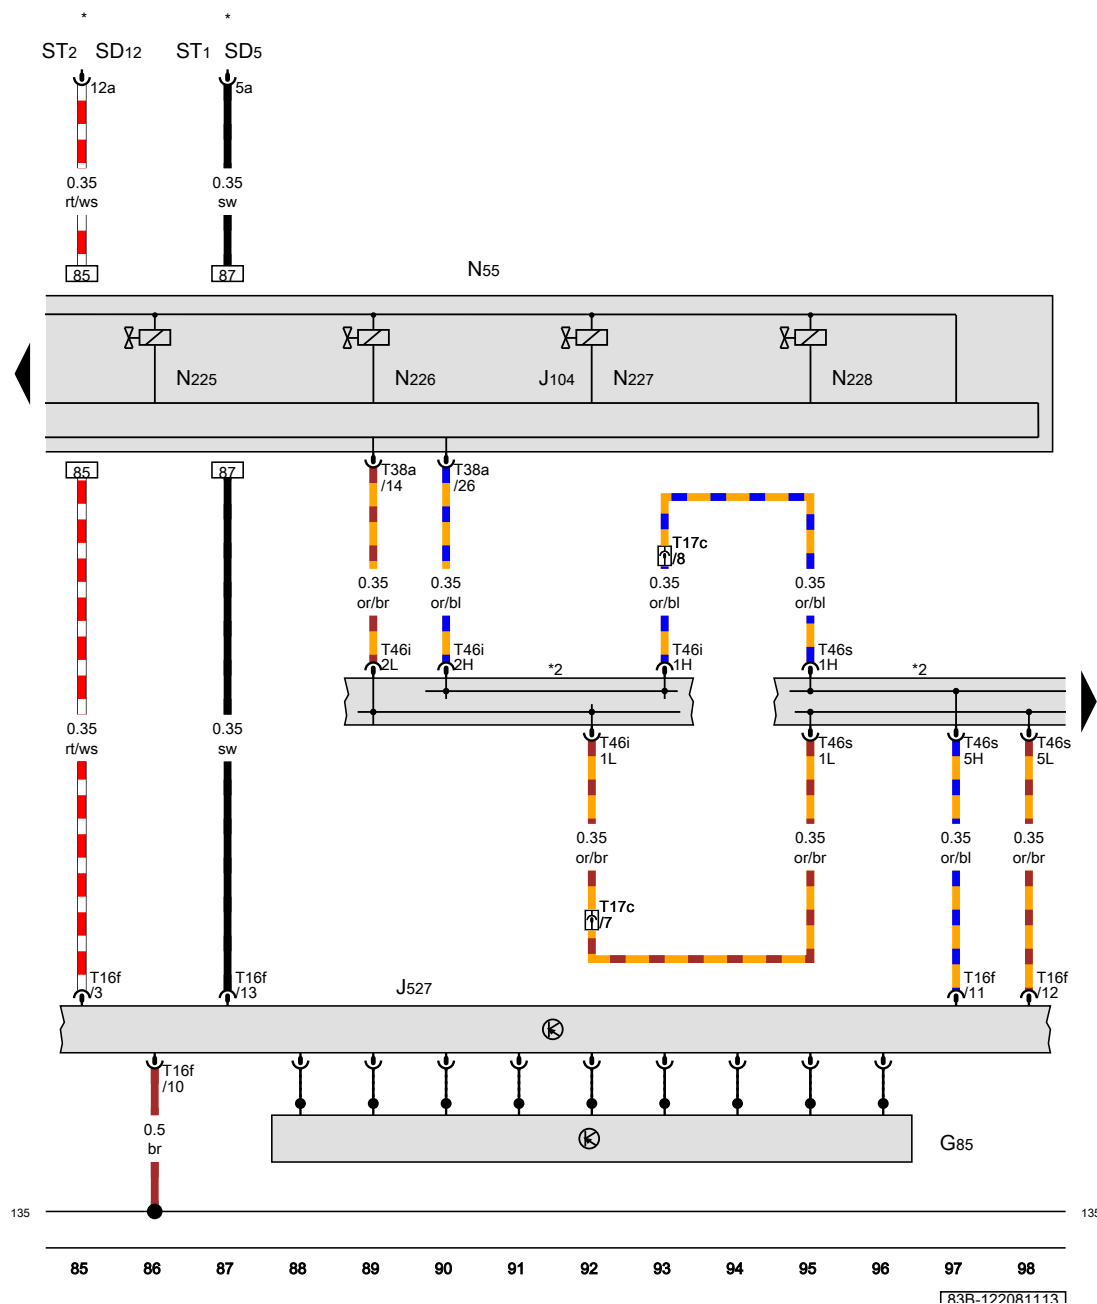 * *
ST2 SD12 ST1 SD5
12a 5a
0.35 0.35
rt/ws sw
85 87
N55
N225 N226 J104 N227 N228
85 87
T38a
/14
T38a
/26
T17c
/8
0.35 0.35 0.35 0.35
or/br or/bl or/bl or/bl
T46i
2L
T46i
2H
T46i
1H
T46s
1H
*2 *2
0.35 0.35
rt/ws sw
T46i
1L
T46s
1L
T46s
5H
T46s
5L
0.35 0.35 0.35 0.35
or/br or/br or/bl or/br
T17c
/7
T16f
/3
T16f
/13
J527
T16f
/11
T16f
/12
T16f
/10
0.5
br
G85
135 135
85 86 87 88 89 90 91 92 93 94 95 96 97 98
83B-122081113